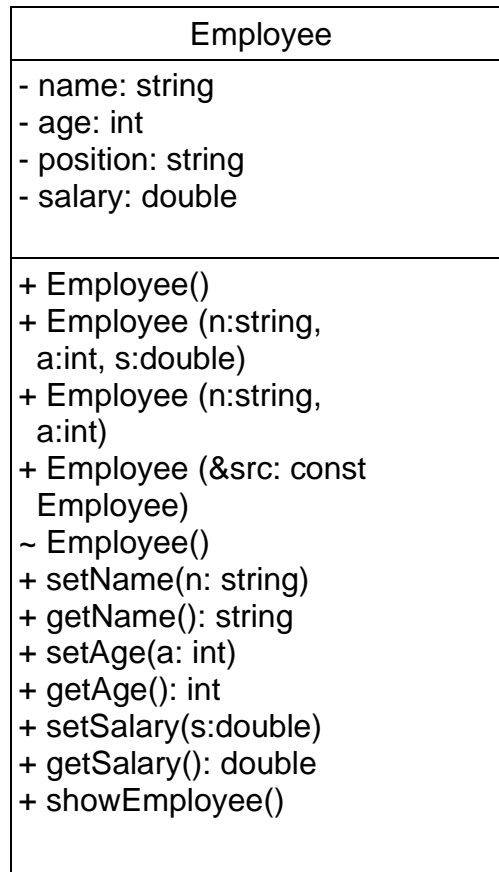 Employee
- name: string
- age: int
- position: string
- salary: double
+ Employee()
+ Employee (n:string,
a:int, s:double)
+ Employee (n:string,
a:int)
+ Employee (&src: const
Employee)
~ Employee()
+ setName(n: string)
+ getName(): string
+ setAge(a: int)
+ getAge(): int
+ setSalary(s:double)
+ getSalary(): double
+ showEmployee()